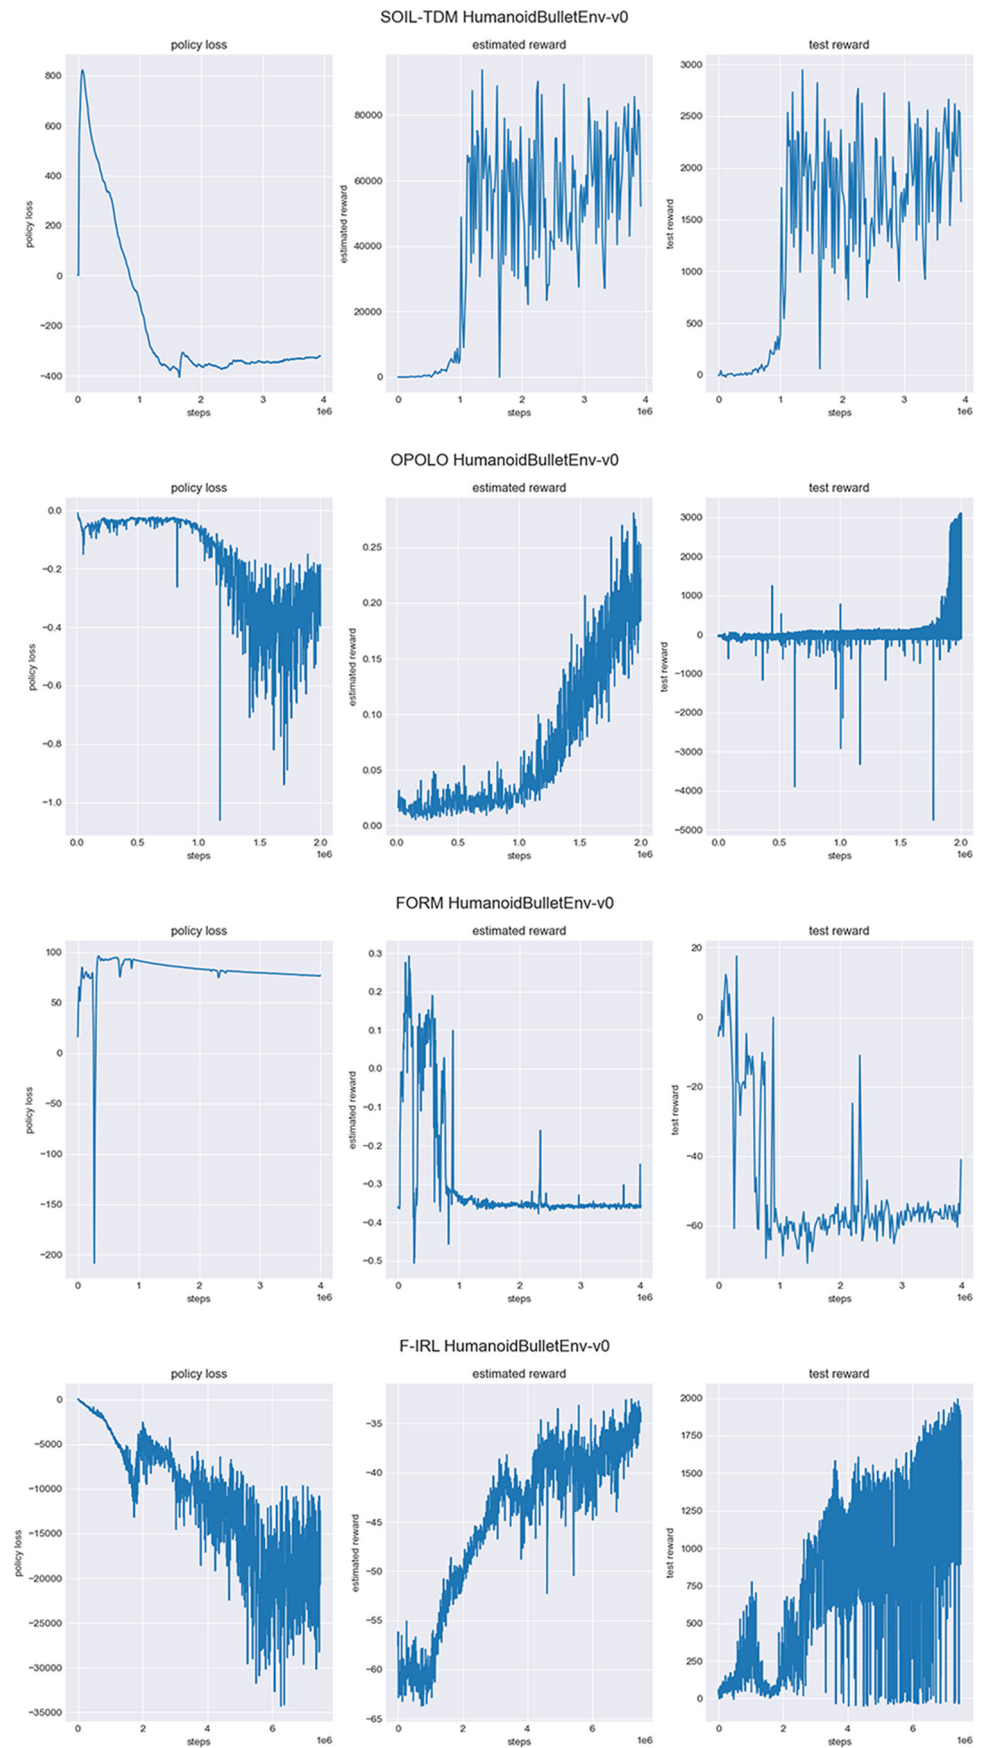 SOIL-TDM HumanoidBulletEnv-v0
policy loss
estimated reward
test reward
800
600
400
200
0
−200
−400
policy loss
0 1 2 3 4
1e6
steps
80000
60000
40000
20000
0
estimated reward
0 1 2 3 4
1e6
steps
3000
2500
2000
1500
1000
500
0
test reward
0 1 2 3 4
1e6
steps
OPOLO HumanoidBulletEnv-v0
policy loss
estimated reward
test reward
0.0
−0.2
−0.4
−0.6
−0.8
−1.0
policy loss
0.0 0.5 1.0 1.5 2.0
1e6
steps
0.25
0.20
0.15
0.10
0.05
0.00
estimated reward
0.0 0.5 1.0 1.5 2.0
1e6
steps
3000
2000
1000
0
−1000
−2000
−3000
−4000
−5000
test reward
0.0 0.5 1.0 1.5 2.0
1e6
steps
FORM HumanoidBulletEnv-v0
policy loss
estimated reward
test reward
100
50
0
−50
−100
−150
−200
policy loss
0 1 2 3 4
1e6
steps
0.3
0.2
0.1
0.0
−0.1
−0.2
−0.3
−0.4
−0.5
estimated reward
0 1 2 3 4
1e6
steps
20
0
−20
−40
−60
test reward
0 1 2 3 4
1e6
steps
F-IRL HumanoidBulletEnv-v0
policy loss
estimated reward
test reward
0
−5000
−10000
−15000
−20000
−25000
−30000
−35000
policy loss
0 2 4 6
1e6
steps
−35
−40
−45
−50
−55
−60
−65
estimated reward
0 2 4 6
1e6
steps
2000
1750
1500
1250
1000
750
500
250
0
test reward
0 2 4 6
1e6
steps